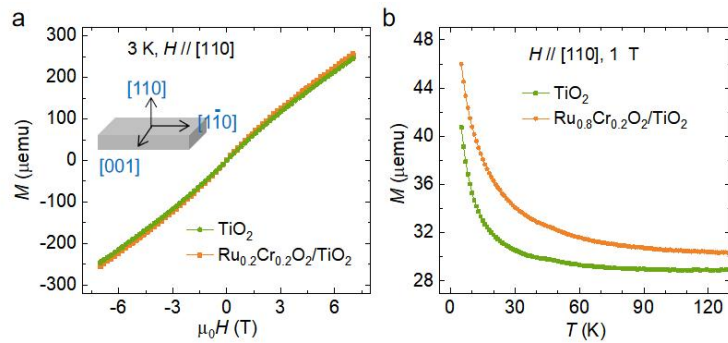 a
3 K, H // [110]
300
200
100
0
-100
-200
-300
M (μemu)
[110]
[11̄0]
[001]
TiO₂
Ru₀.₂Cr₀.₂O₂/TiO₂
-6 -3 0 3 6
μ₀H (T)
b
H // [110], 1 T
TiO₂
Ru₀.₈Cr₀.₂O₂/TiO₂
48
44
40
36
32
28
M (μemu)
0 30 60 90 120
T (K)